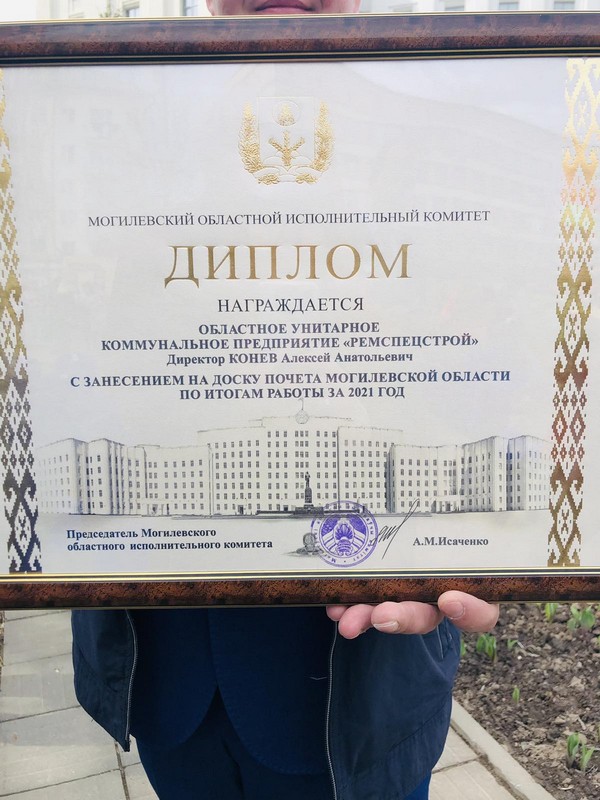 МОГИЛЕВСКИЙ ОБЛАСТНОЙ ИСПОЛНИТЕЛЬНЫЙ КОМИТЕТ
ДИПЛОМ
НАГРАЖДАЕТСЯ
ОБЛАСТНОЕ УНИТАРНОЕ
КОММУНАЛЬНОЕ ПРЕДПРИЯТИЕ «РЕМСПЕЦСТРОЙ»
Директор КОНЕВ Алексей Анатольевич
С ЗАНЕСЕНИЕМ НА ДОСКУ ПОЧЕТА МОГИЛЕВСКОЙ ОБЛАСТИ
ПО ИТОГАМ РАБОТЫ ЗА 2021 ГОД
Председатель Могилевского
областного исполнительного комитета
А.М.Исаченко